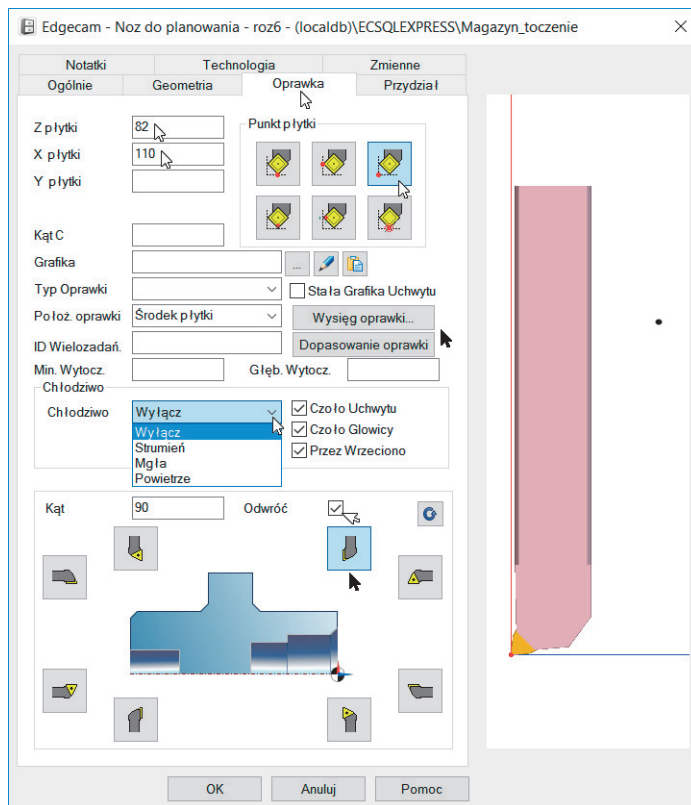 Edgecam - Noz do planowania - roz6 - (localdb)\ECSQLEXPRESS\Magazyn_toczenie
Notatki Technologia Zmienne
Ogólnie Geometria Oprawka Przydział
Z płytki 82 Punkt płytki
X płytki 110
Y płytki
Kąt C
Grafika ...
Typ Oprawki Stała Grafika Uchwytu
Położ. oprawki Środek płytki Wysięg oprawki...
ID Wielozadań. Dopasowanie oprawki
Min. Wytocz. Głęb. Wytocz.
Chłodziwo
Chłodziwo Wyłącz Czoło Uchwytu
Wyłącz Czoło Glowicy
Strumień Przez Wrzeciono
Mgła
Powietrze
Kąt 90 Odwróć
OK Anuluj Pomoc